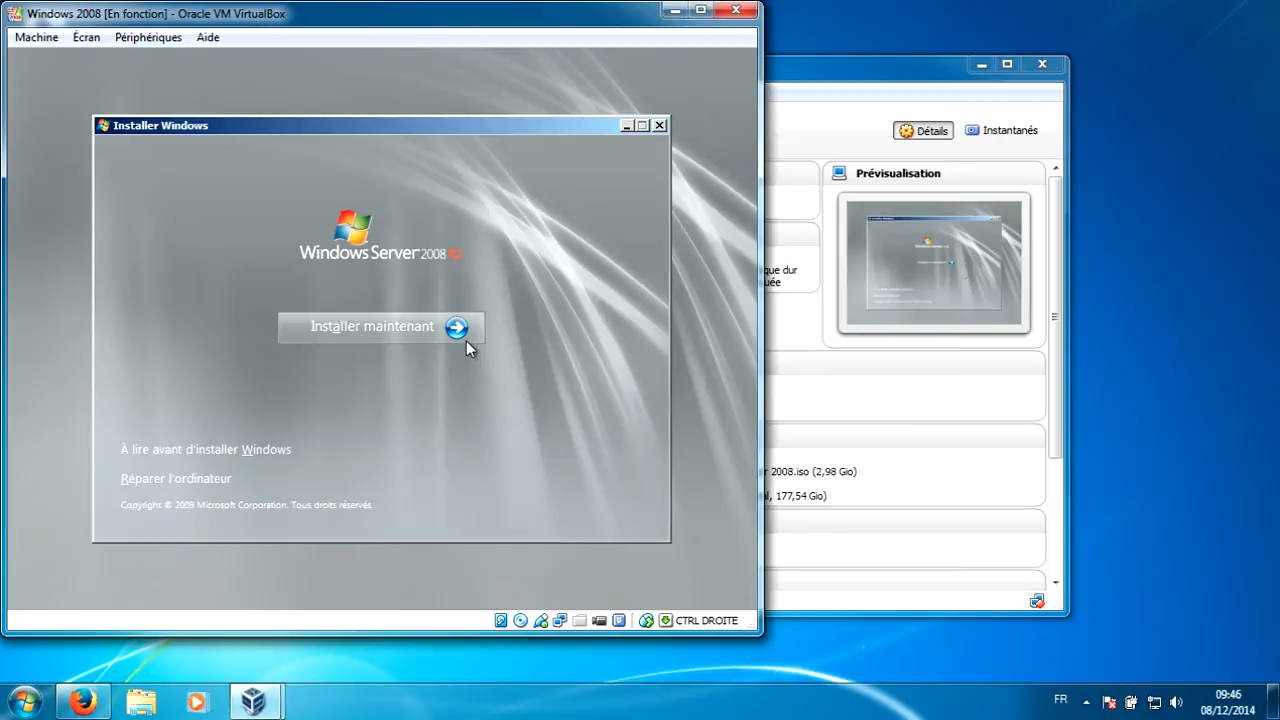 Windows 2008 [En fonction] - Oracle VM VirtualBox
Machine Écran Périphériques Aide
Installer Windows
Détails Instantanés
Prévisualisation
Windows Server 2008 R2
que dur
uée
Installer maintenant
À lire avant d'installer Windows
Réparer l'ordinateur
Copyright © 2009 Microsoft Corporation. Tous droits réservés.
r 2008.iso (2,98 Gio)
al, 177,54 Gio)
CTRL DROITE
FR
09:46
08/12/2014